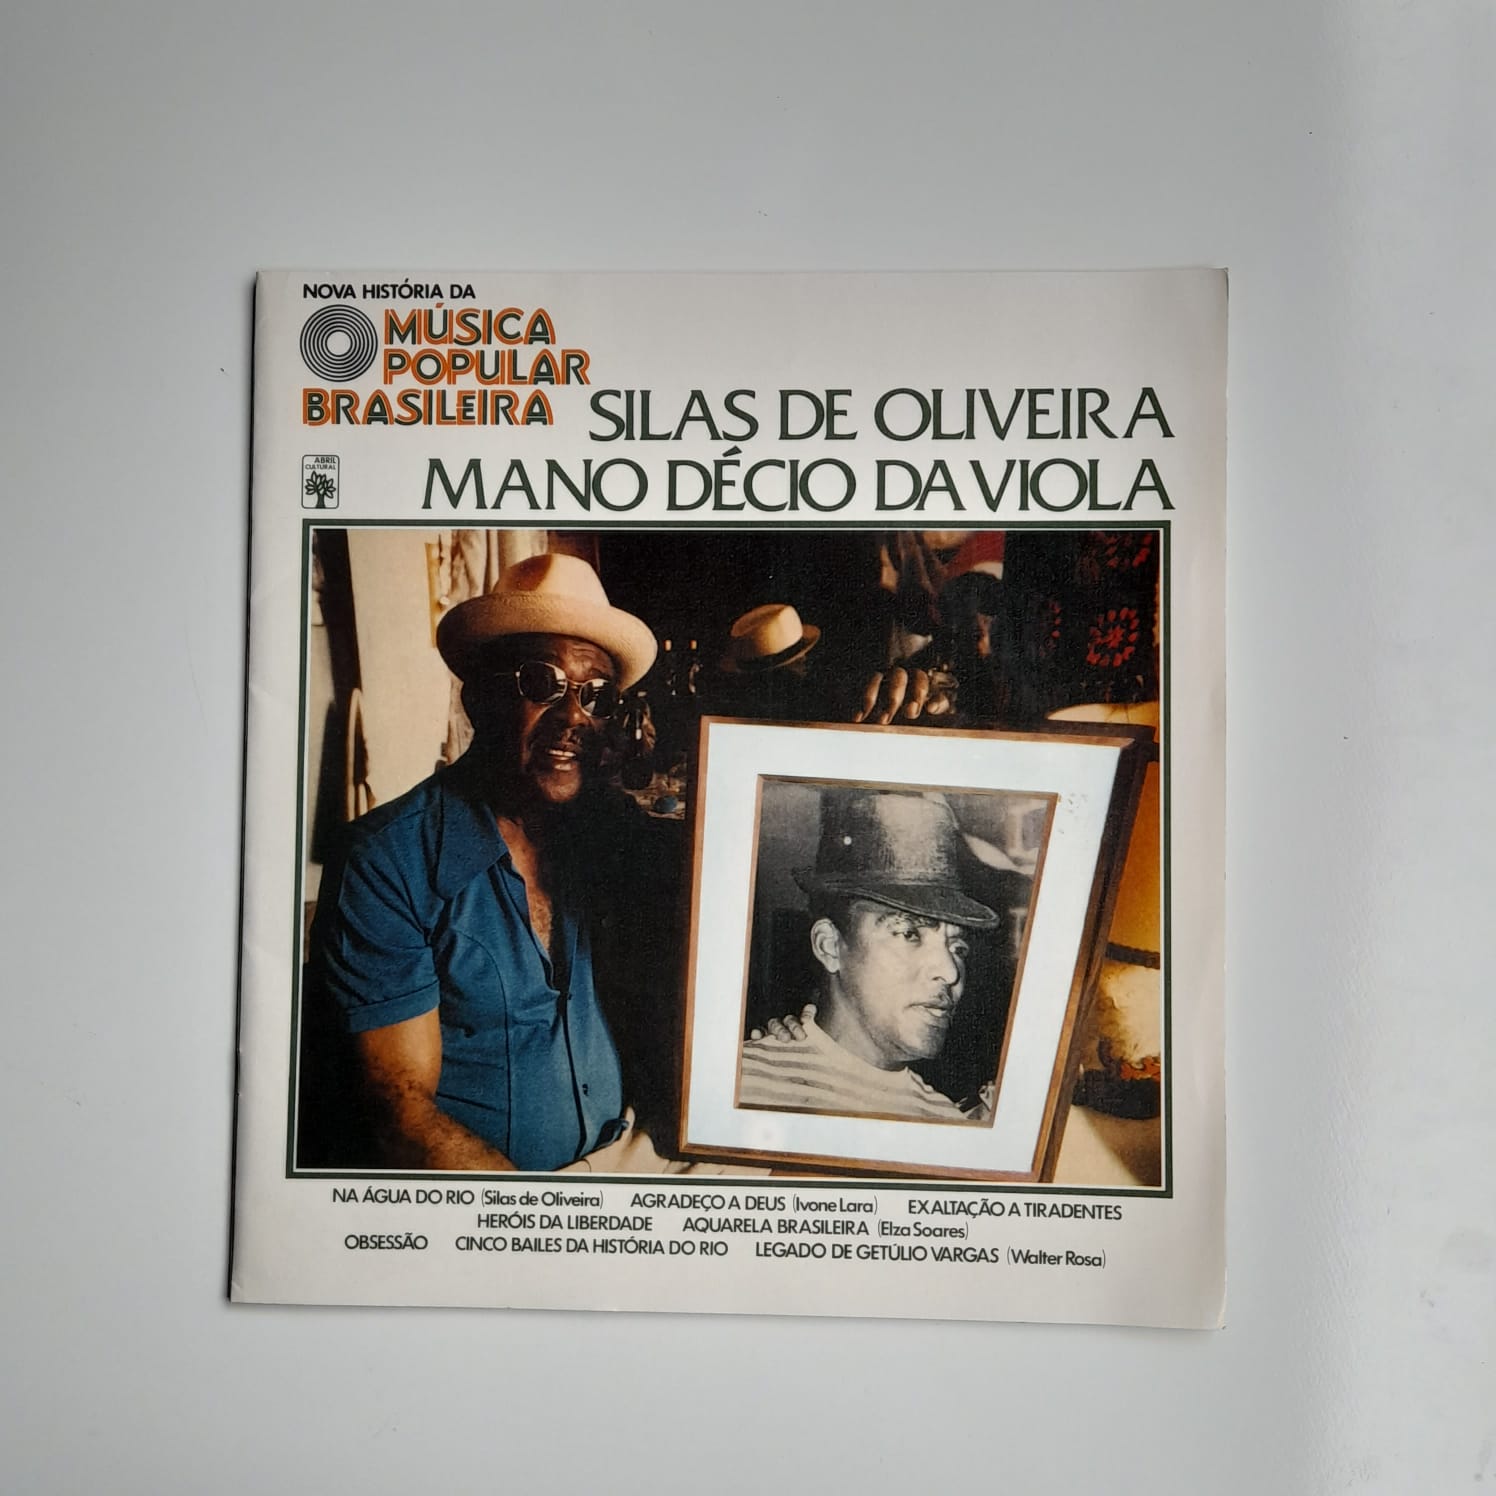 NOVA HISTÓRIA DA
MÚSICA
POPULAR
BRASILEIRA
SILAS DE OLIVEIRA
ABRIL
CULTURAL
MANO DÉCIO DA VIOLA
NA ÁGUA DO RIO (Silas de Oliveira) AGRADEÇO A DEUS (Ivone Lara) EXALTAÇÃO A TIRADENTES
HERÓIS DA LIBERDADE AQUARELA BRASILEIRA (Elza Soares)
OBSESSÃO CINCO BAILES DA HISTÓRIA DO RIO LEGADO DE GETÚLIO VARGAS (Walter Rosa)